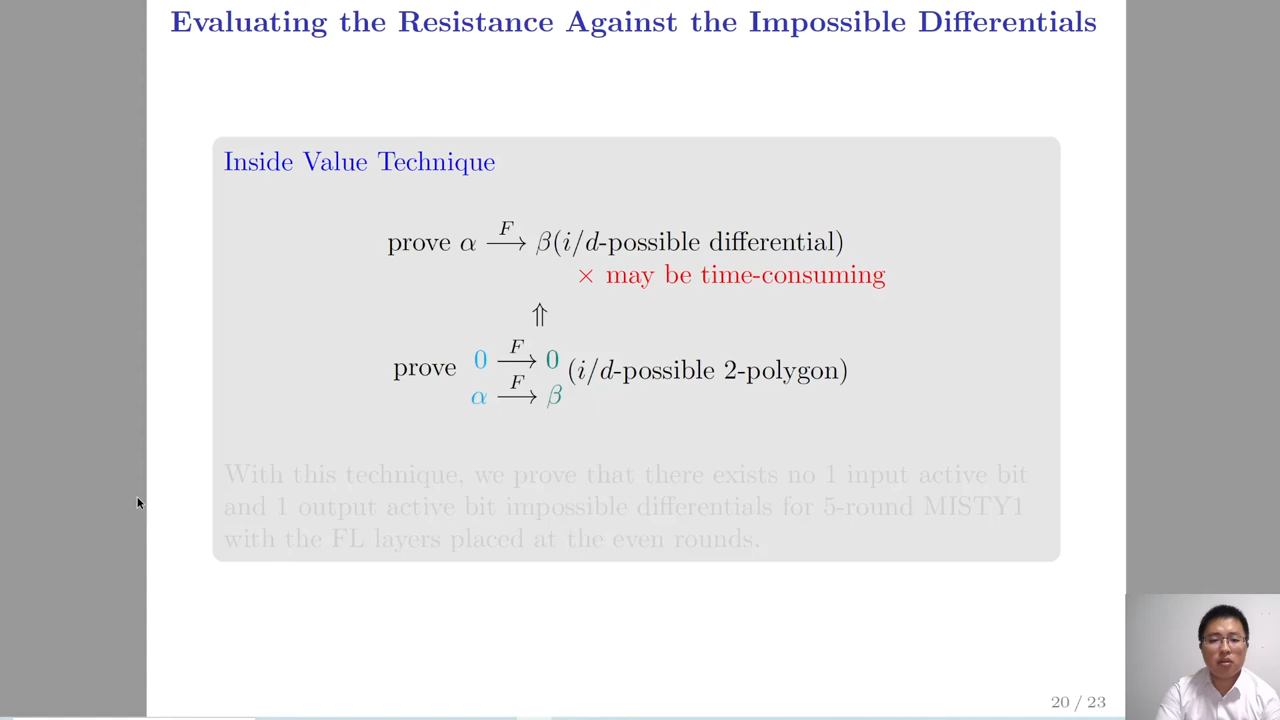 Evaluating the Resistance Against the Impossible Differentials
Inside Value Technique
prove α —F→ β(i/d-possible differential)
× may be time-consuming
⇑
prove 0 —F→ 0 (i/d-possible 2-polygon)
α —F→ β
With this technique, we prove that there exists no 1 input active bit
and 1 output active bit impossible differentials for 5-round MISTY1
with the FL layers placed at the even rounds.
20 / 23